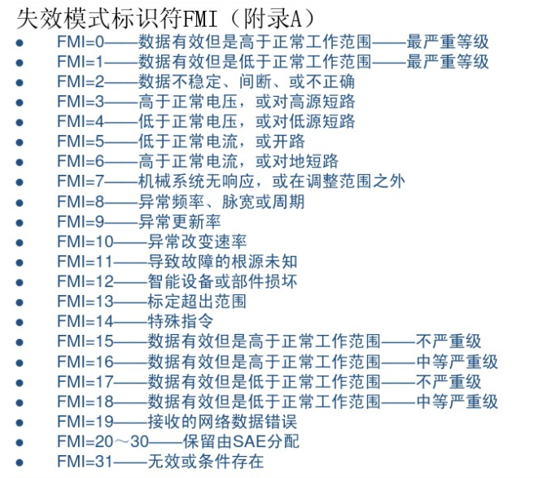 失效模式标识符FMI（附录A）
● FMI=0——数据有效但是高于正常工作范围——最严重等级
● FMI=1——数据有效但是低于正常工作范围——最严重等级
● FMI=2——数据不稳定、间断、或不正确
● FMI=3——高于正常电压，或对高源短路
● FMI=4——低于正常电压，或对低源短路
● FMI=5——低于正常电流，或开路
● FMI=6——高于正常电流，或对地短路
● FMI=7——机械系统无响应，或在调整范围之外
● FMI=8——异常频率、脉宽或周期
● FMI=9——异常更新率
● FMI=10——异常改变速率
● FMI=11——导致故障的根源未知
● FMI=12——智能设备或部件损坏
● FMI=13——标定超出范围
● FMI=14——特殊指令
● FMI=15——数据有效但是高于正常工作范围——不严重级
● FMI=16——数据有效但是高于正常工作范围——中等严重级
● FMI=17——数据有效但是低于正常工作范围——不严重级
● FMI=18——数据有效但是低于正常工作范围——中等严重级
● FMI=19——接收的网络数据错误
● FMI=20～30——保留由SAE分配
● FMI=31——无效或条件存在